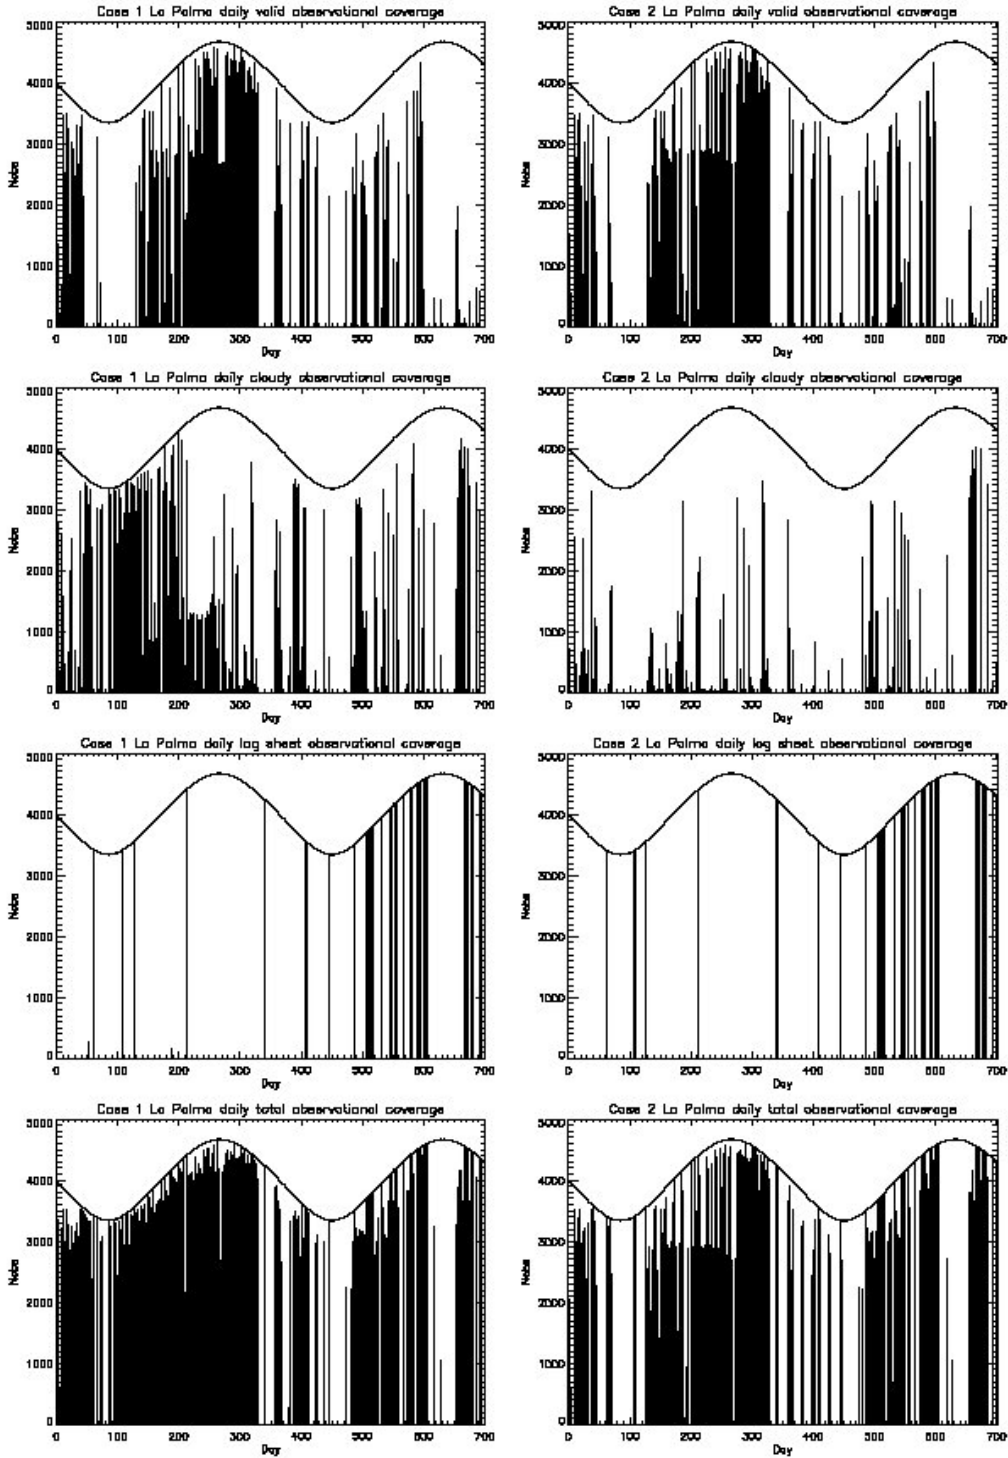 Case 1 La Palma daily valid observational coverage
5000
4000
3000
2000
1000
0
Nobs
0 100 200 300 400 500 600 700
Day
Case 2 La Palma daily valid observational coverage
5000
4000
3000
2000
1000
0
Nobs
0 100 200 300 400 500 600 700
Day
Case 1 La Palma daily cloudy observational coverage
5000
4000
3000
2000
1000
0
Nobs
0 100 200 300 400 500 600 700
Day
Case 2 La Palma daily cloudy observational coverage
5000
4000
3000
2000
1000
0
Nobs
0 100 200 300 400 500 600 700
Day
Case 1 La Palma daily log sheet observational coverage
5000
4000
3000
2000
1000
0
Nobs
0 100 200 300 400 500 600 700
Day
Case 2 La Palma daily log sheet observational coverage
5000
4000
3000
2000
1000
0
Nobs
0 100 200 300 400 500 600 700
Day
Case 1 La Palma daily total observational coverage
5000
4000
3000
2000
1000
0
Nobs
0 100 200 300 400 500 600 700
Day
Case 2 La Palma daily total observational coverage
5000
4000
3000
2000
1000
0
Nobs
0 100 200 300 400 500 600 700
Day